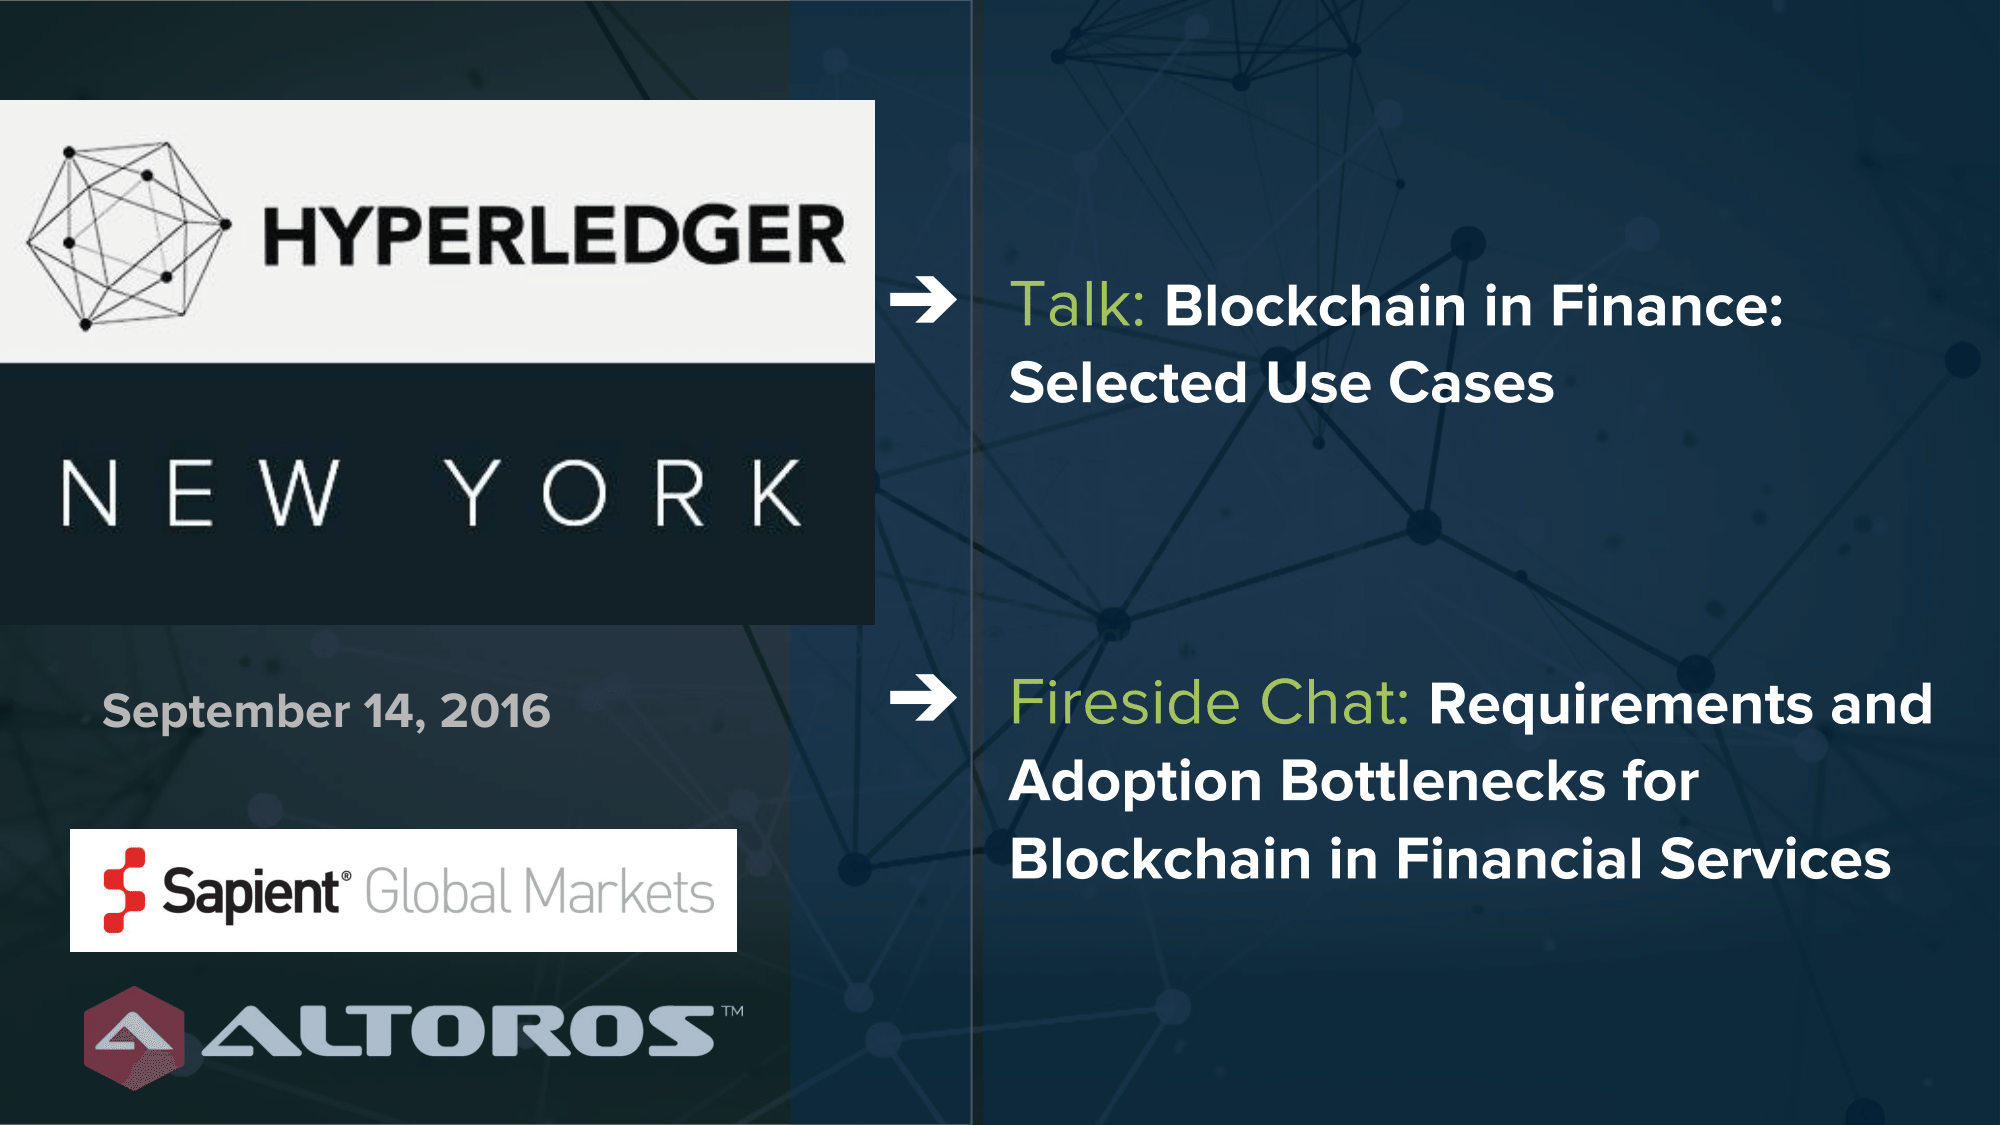 HYPERLEDGER
NEW YORK
September 14, 2016
Sapient® Global Markets
ALTOROS™
➔ Talk: Blockchain in Finance:
Selected Use Cases
➔ Fireside Chat: Requirements and
Adoption Bottlenecks for
Blockchain in Financial Services